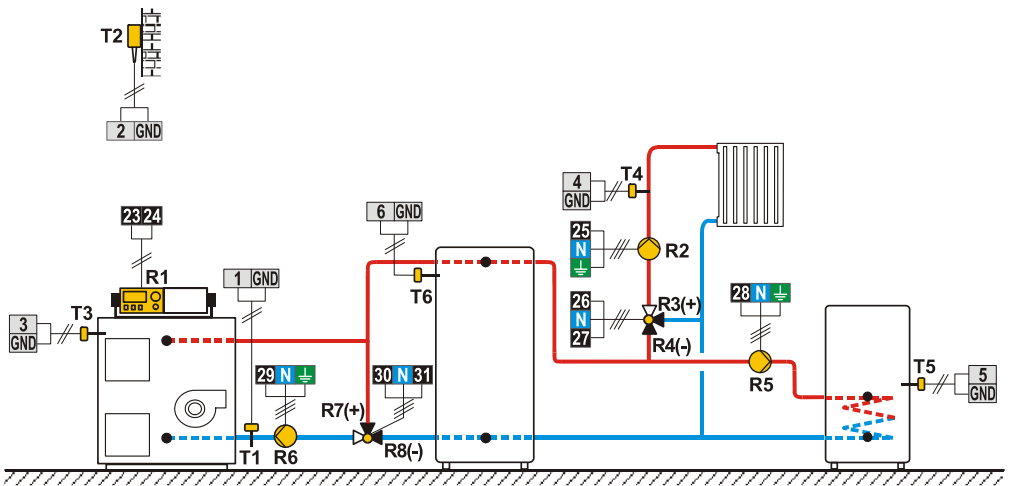 T2
2 GND
T4
4
GND
23 24
6 GND
25
N
R2
R1
1 GND
T6
28 N
26
N
27
R3(+)
R4(-)
T3
3
GND
29 N
30 N 31
R5
T5
5
GND
R7(+)
T1
R6
R8(-)